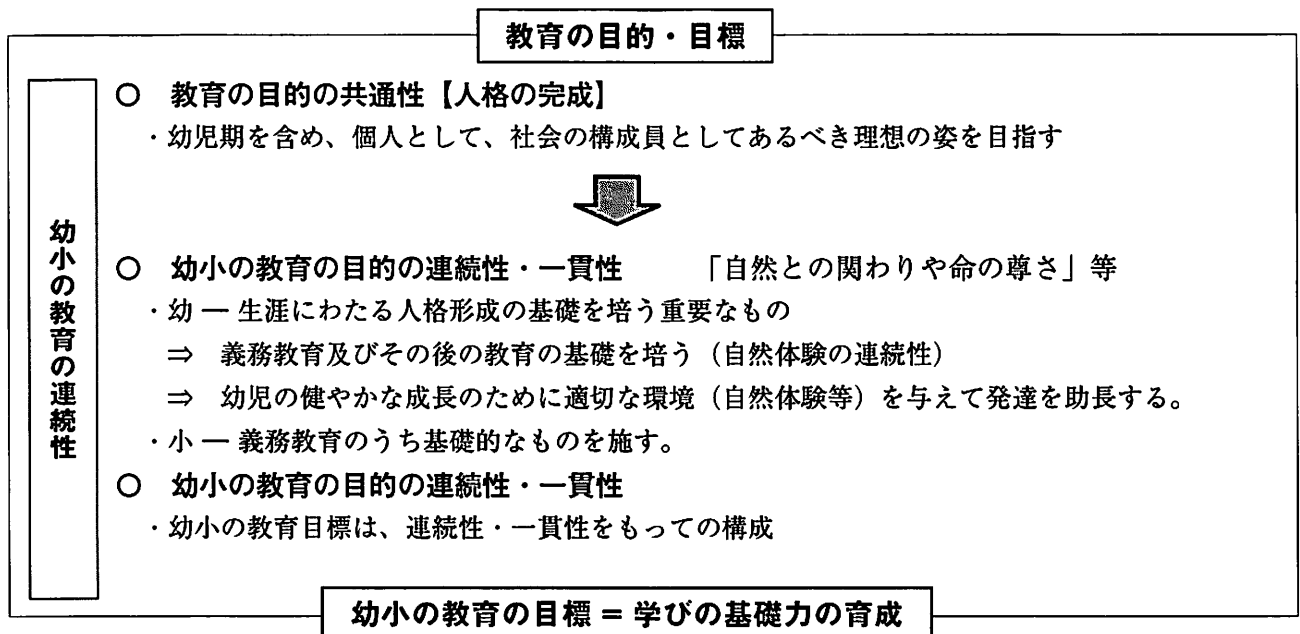 教育の目的・目標
幼小の教育の連続性
○ 教育の目的の共通性【人格の完成】
・幼児期を含め、個人として、社会の構成員としてあるべき理想の姿を目指す
○ 幼小の教育の目的の連続性・一貫性 「自然との関わりや命の尊さ」等
・幼 ― 生涯にわたる人格形成の基礎を培う重要なもの
⇒ 義務教育及びその後の教育の基礎を培う（自然体験の連続性）
⇒ 幼児の健やかな成長のために適切な環境（自然体験等）を与えて発達を助長する。
・小 ― 義務教育のうち基礎的なものを施す。
○ 幼小の教育の目的の連続性・一貫性
・幼小の教育目標は、連続性・一貫性をもっての構成
幼小の教育の目標 = 学びの基礎力の育成